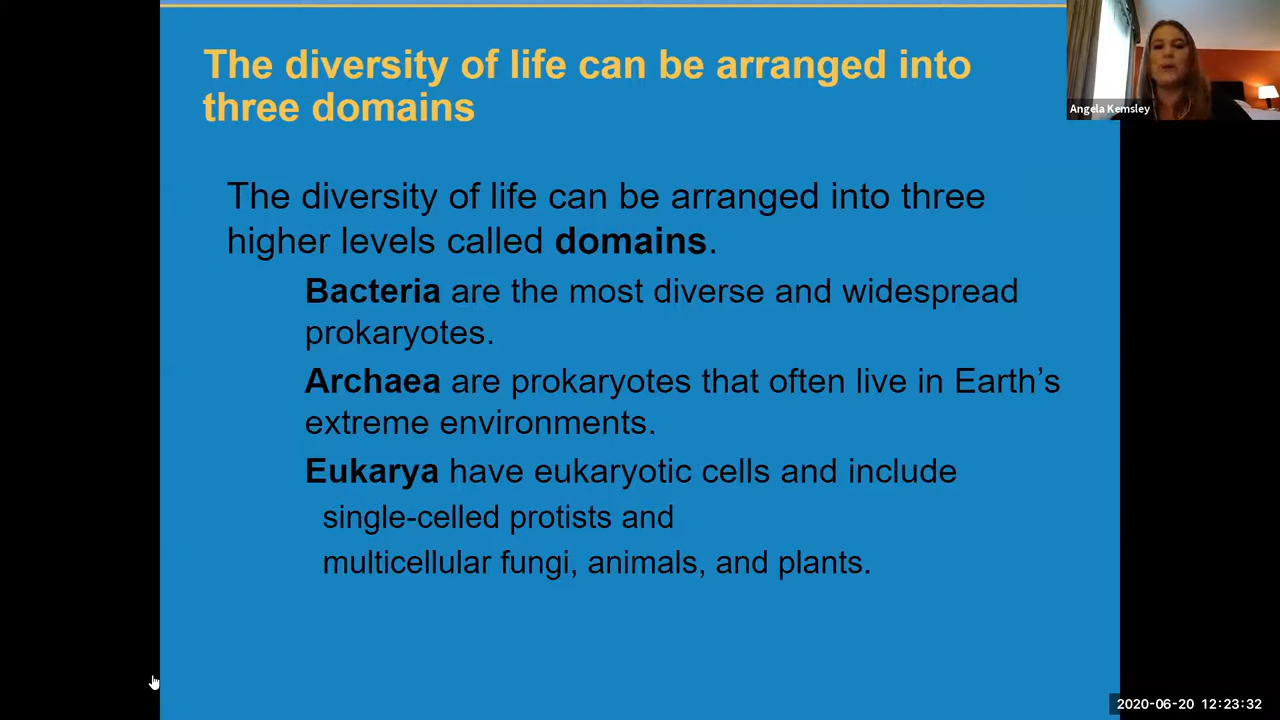 The diversity of life can be arranged into
three domains
Angela Kemsley
The diversity of life can be arranged into three
higher levels called domains.
Bacteria are the most diverse and widespread
prokaryotes.
Archaea are prokaryotes that often live in Earth’s
extreme environments.
Eukarya have eukaryotic cells and include
single-celled protists and
multicellular fungi, animals, and plants.
2020-06-20 12:23:32